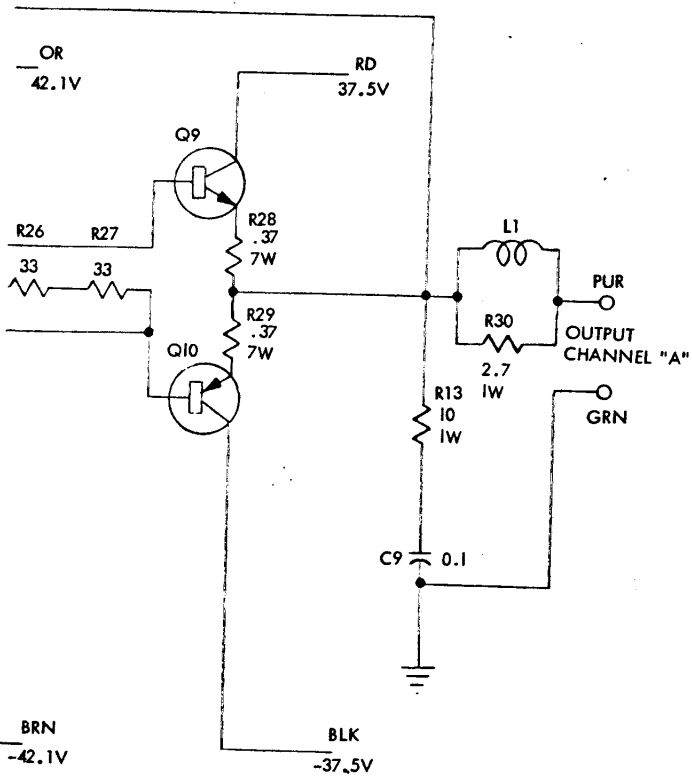 OR
42.1V
RD
37.5V
Q9
R26
R27
33
33
R28
.37
7W
R29
.37
7W
Q10
L1
PUR
R30
2.7
1W
OUTPUT
CHANNEL "A"
GRN
R13
10
1W
C9
0.1
BRN
-42.1V
BLK
-37.5V